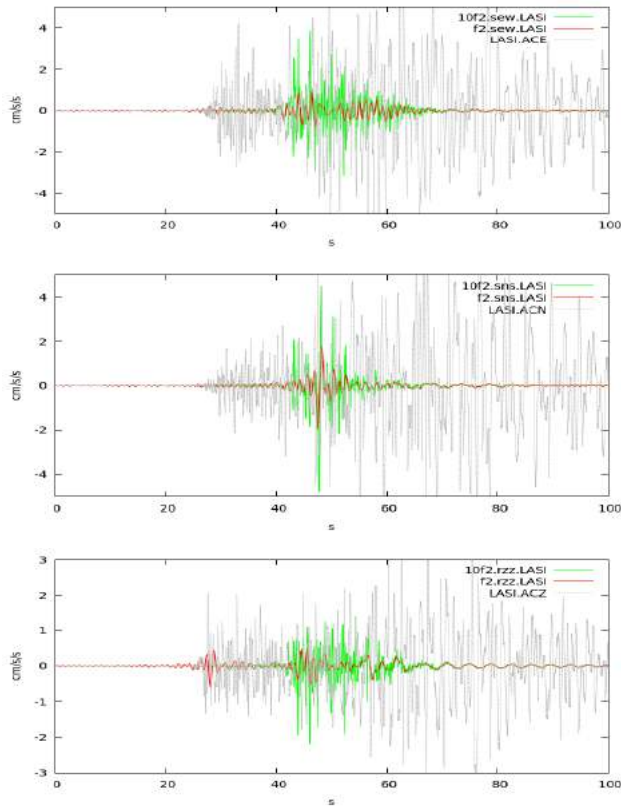 10f2.sew.LASI
f2.sew.LASI
LASI.ACE
cm/s/s
4
2
0
-2
-4
0 20 40 60 80 100
s
10f2.sns.LASI
f2.sns.LASI
LASI.ACN
cm/s/s
4
2
0
-2
-4
0 20 40 60 80 100
s
10f2.rzz.LASI
f2.rzz.LASI
LASI.ACZ
cm/s/s
3
2
1
0
-1
-2
-3
0 20 40 60 80 100
s